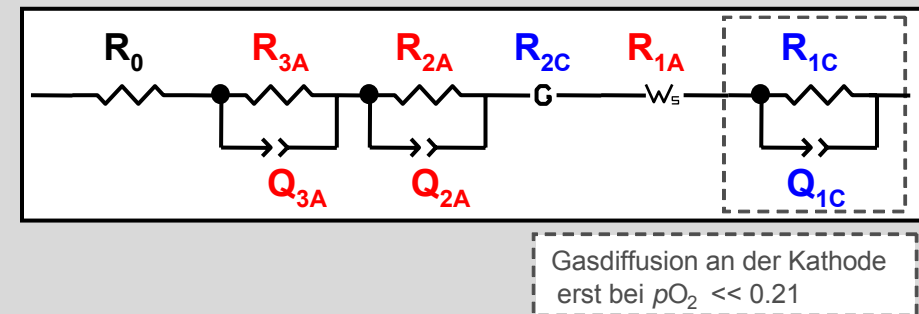 R0 R3A R2A R2C R1A R1C
G Ws
Q3A Q2A Q1C
Gasdiffusion an der Kathode
erst bei pO2 << 0.21